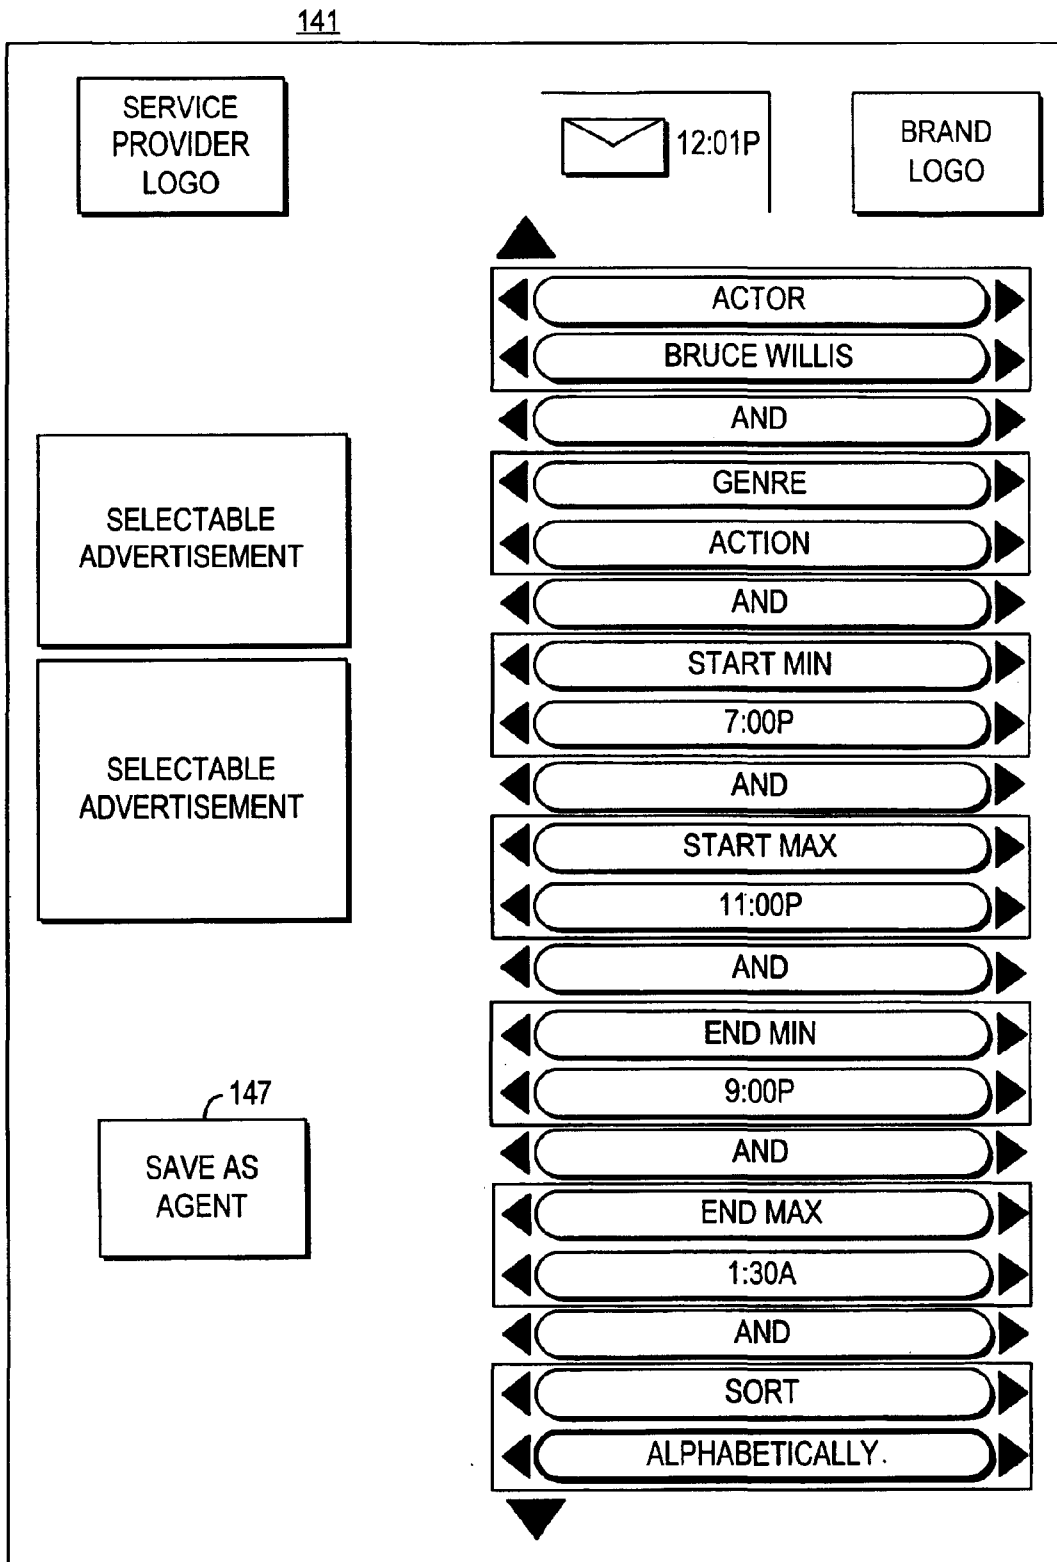 141
SERVICE
PROVIDER
LOGO
12:01P
BRAND
LOGO
ACTOR
BRUCE WILLIS
AND
GENRE
ACTION
AND
START MIN
7:00P
AND
START MAX
11:00P
AND
END MIN
9:00P
AND
END MAX
1:30A
AND
SORT
ALPHABETICALLY.
SELECTABLE
ADVERTISEMENT
SELECTABLE
ADVERTISEMENT
147
SAVE AS
AGENT